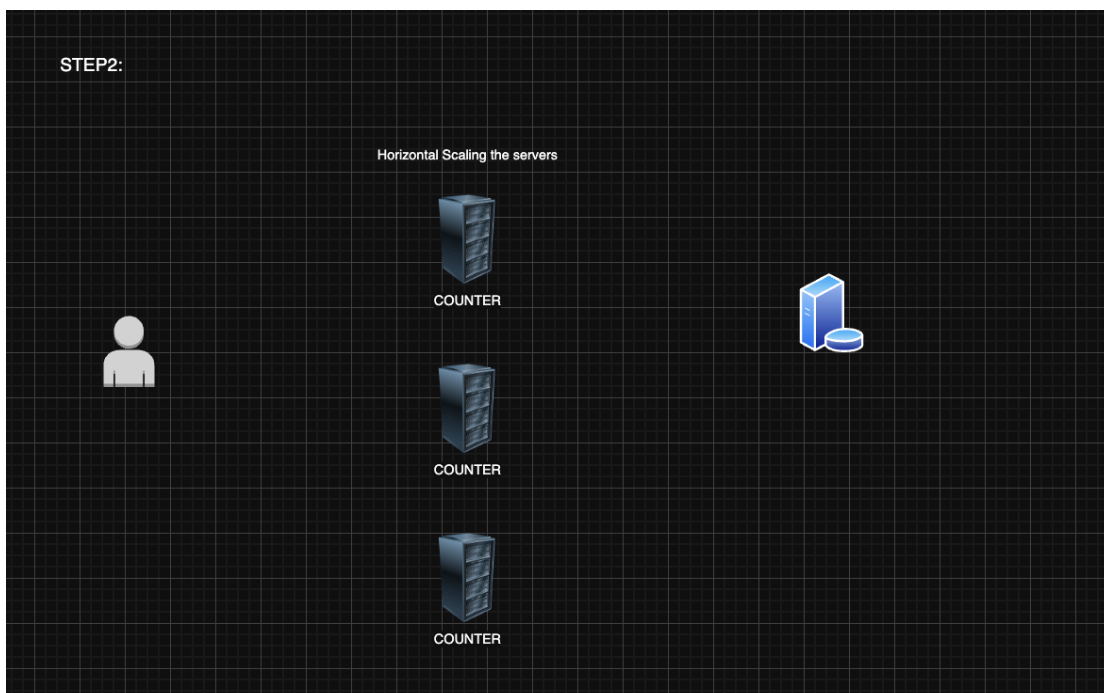 STEP2:
Horizontal Scaling the servers
COUNTER
COUNTER
COUNTER